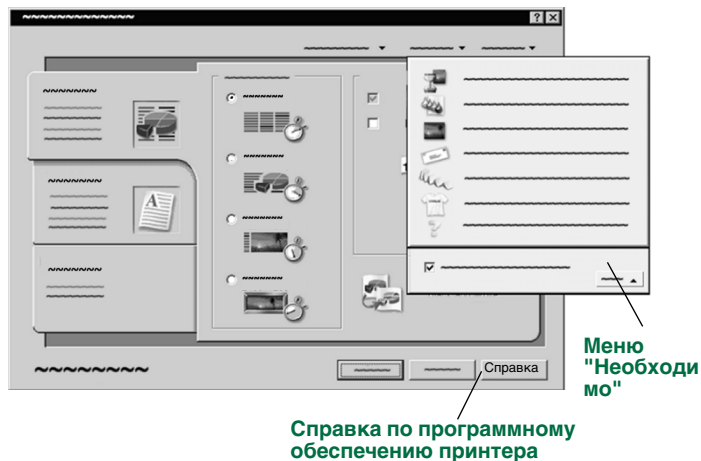 Справка
Меню
"Необходи
мо"
Справка по программному
обеспечению принтера